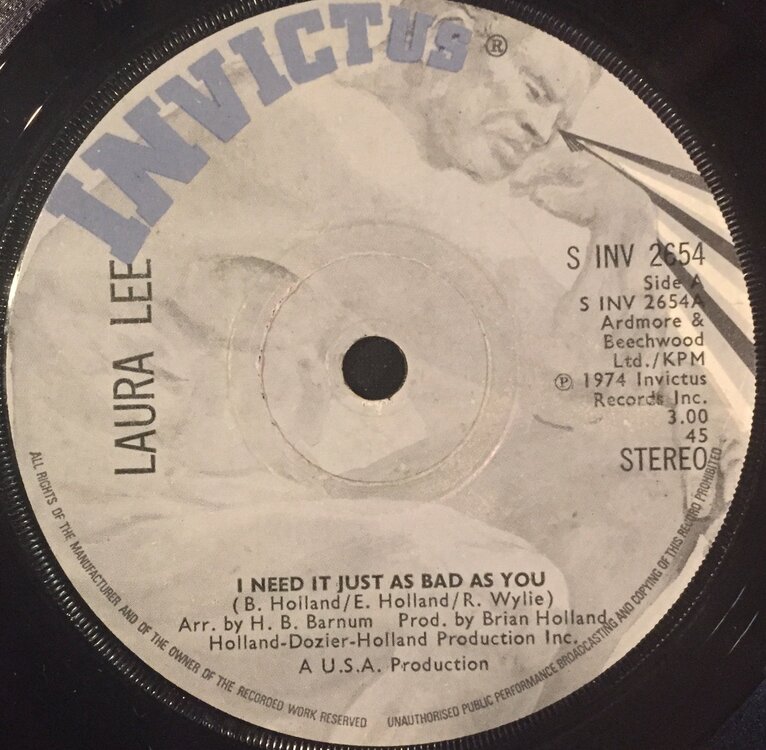 INVICTUS ®
LAURA LEE
S INV 2654
Side A
S INV 2654A
Ardmore &
Beechwood
Ltd./KPM
℗ 1974 Invictus
Records Inc.
3.00
45
STEREO
I NEED IT JUST AS BAD AS YOU
(B. Holland/E. Holland/R. Wylie)
Arr. by H. B. Barnum Prod. by Brian Holland
Holland-Dozier-Holland Production Inc.
A U.S.A. Production
ALL RIGHTS OF THE MANUFACTURER AND OF THE OWNER OF THE RECORDED WORK RESERVED UNAUTHORISED PUBLIC PERFORMANCE, BROADCASTING AND COPYING OF THIS RECORD PROHIBITED